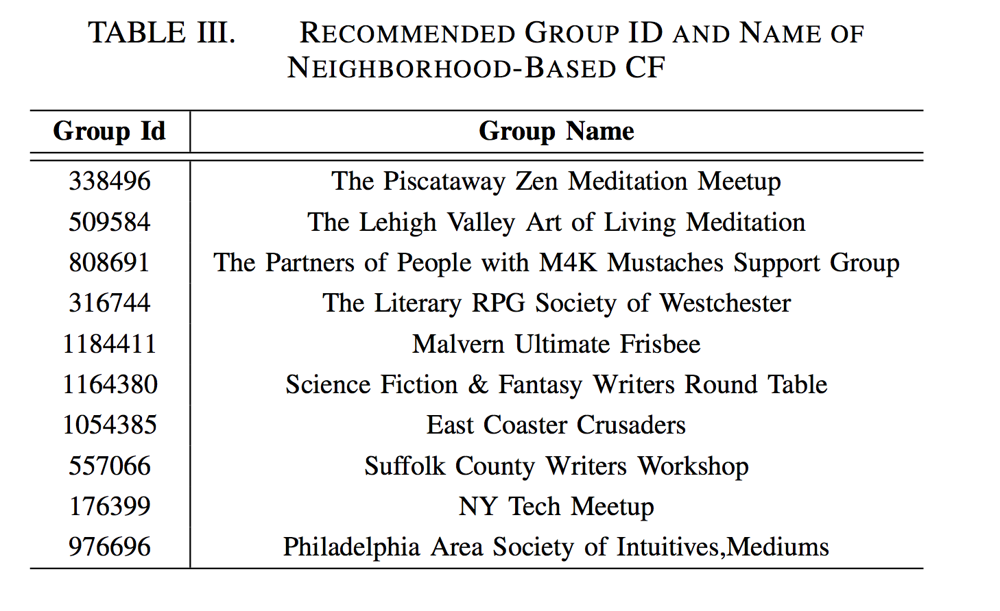 TABLE III. RECOMMENDED GROUP ID AND NAME OF
NEIGHBORHOOD-BASED CF
Group Id Group Name
338496 The Piscataway Zen Meditation Meetup
509584 The Lehigh Valley Art of Living Meditation
808691 The Partners of People with M4K Mustaches Support Group
316744 The Literary RPG Society of Westchester
1184411 Malvern Ultimate Frisbee
1164380 Science Fiction & Fantasy Writers Round Table
1054385 East Coaster Crusaders
557066 Suffolk County Writers Workshop
176399 NY Tech Meetup
976696 Philadelphia Area Society of Intuitives,Mediums